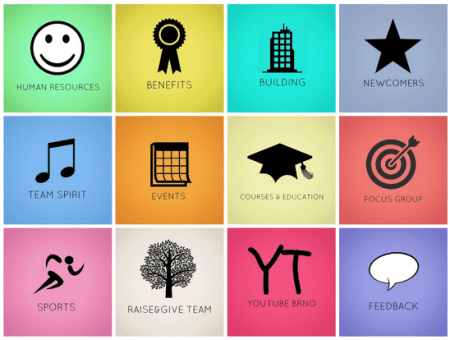 HUMAN RESOURCES
BENEFITS
BUILDING
NEWCOMERS
TEAM SPIRIT
EVENTS
COURSES & EDUCATION
FOCUS GROUP
SPORTS
RAISE&GIVE TEAM
YT
YOUTUBE BRNG
FEEDBACK